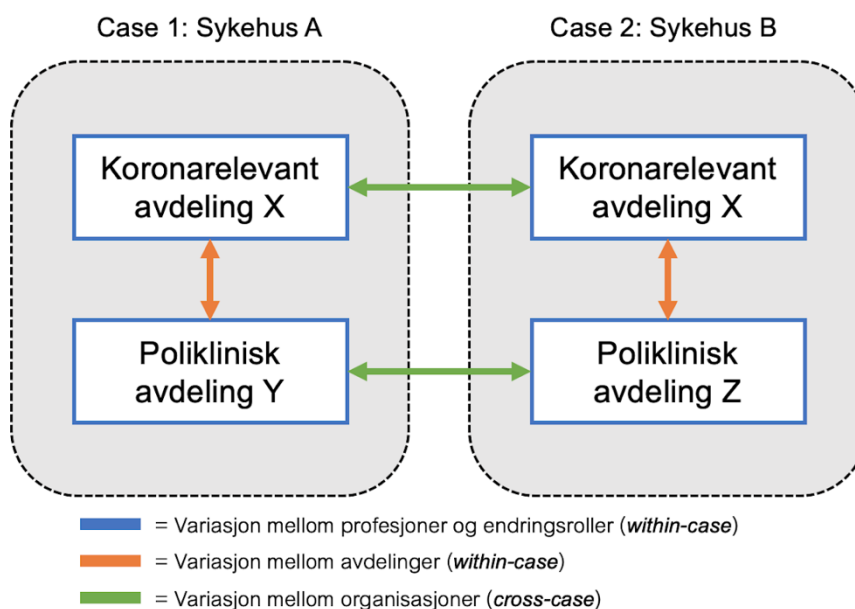 Case 1: Sykehus A
Case 2: Sykehus B
Koronarelevant
avdeling X
Koronarelevant
avdeling X
Poliklinisk
avdeling Y
Poliklinisk
avdeling Z
= Variasjon mellom profesjoner og endringsroller (within-case)
= Variasjon mellom avdelinger (within-case)
= Variasjon mellom organisasjoner (cross-case)